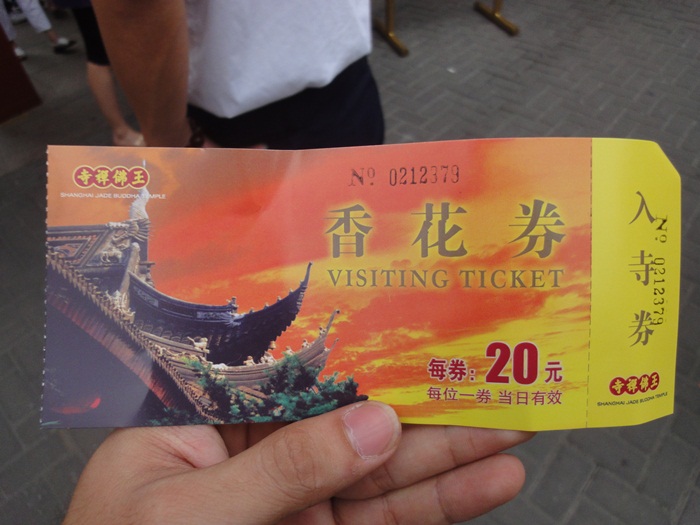 寺禅佛王
SHANGHAI JADE BUDDHA TEMPLE
Nº 0212379
香花券
VISITING TICKET
每券：20元
每位一券 当日有效
入寺券
Nº 0212379
寺禅佛王
SHANGHAI JADE BUDDHA TEMPLE